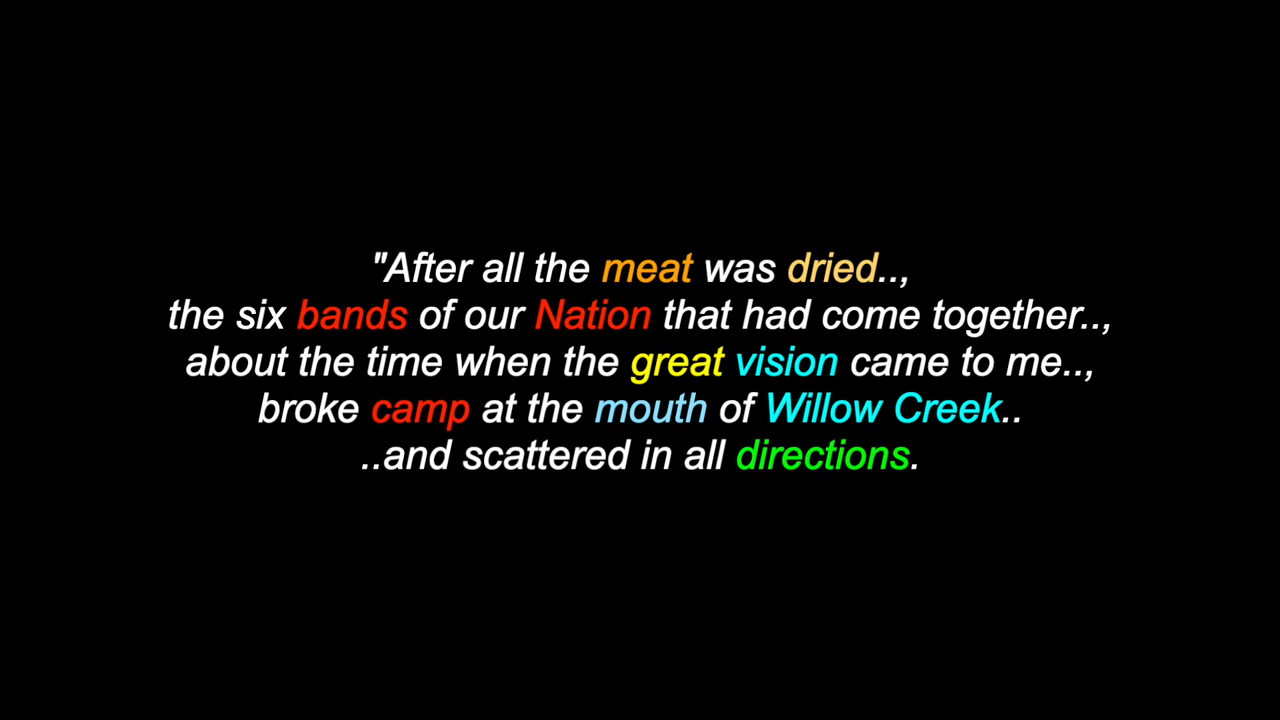 "After all the meat was dried..,
the six bands of our Nation that had come together..,
about the time when the great vision came to me..,
broke camp at the mouth of Willow Creek..
..and scattered in all directions.